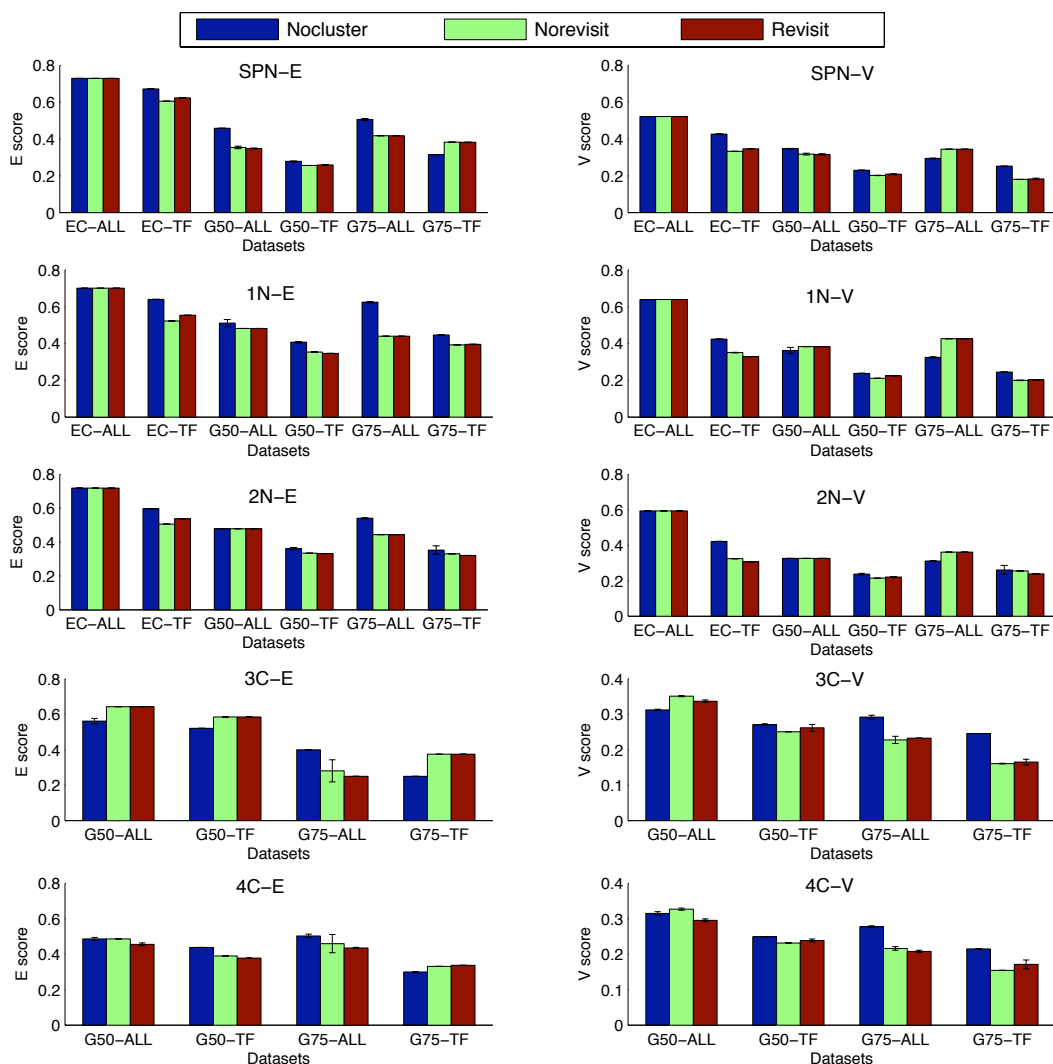 Nocluster Norevisit Revisit
SPN−E
E score
0.8
0.6
0.4
0.2
0
EC−ALL EC−TF G50−ALL G50−TF G75−ALL G75−TF
Datasets
SPN−V
V score
0.8
0.6
0.4
0.2
0
EC−ALL EC−TF G50−ALL G50−TF G75−ALL G75−TF
Datasets
1N−E
E score
0.8
0.6
0.4
0.2
0
EC−ALL EC−TF G50−ALL G50−TF G75−ALL G75−TF
Datasets
1N−V
V score
0.8
0.6
0.4
0.2
0
EC−ALL EC−TF G50−ALL G50−TF G75−ALL G75−TF
Datasets
2N−E
E score
0.8
0.6
0.4
0.2
0
EC−ALL EC−TF G50−ALL G50−TF G75−ALL G75−TF
Datasets
2N−V
V score
0.8
0.6
0.4
0.2
0
EC−ALL EC−TF G50−ALL G50−TF G75−ALL G75−TF
Datasets
3C−E
E score
0.8
0.6
0.4
0.2
0
G50−ALL G50−TF G75−ALL G75−TF
Datasets
3C−V
V score
0.4
0.3
0.2
0.1
0
G50−ALL G50−TF G75−ALL G75−TF
Datasets
4C−E
E score
0.8
0.6
0.4
0.2
0
G50−ALL G50−TF G75−ALL G75−TF
Datasets
4C−V
V score
0.4
0.3
0.2
0.1
0
G50−ALL G50−TF G75−ALL G75−TF
Datasets